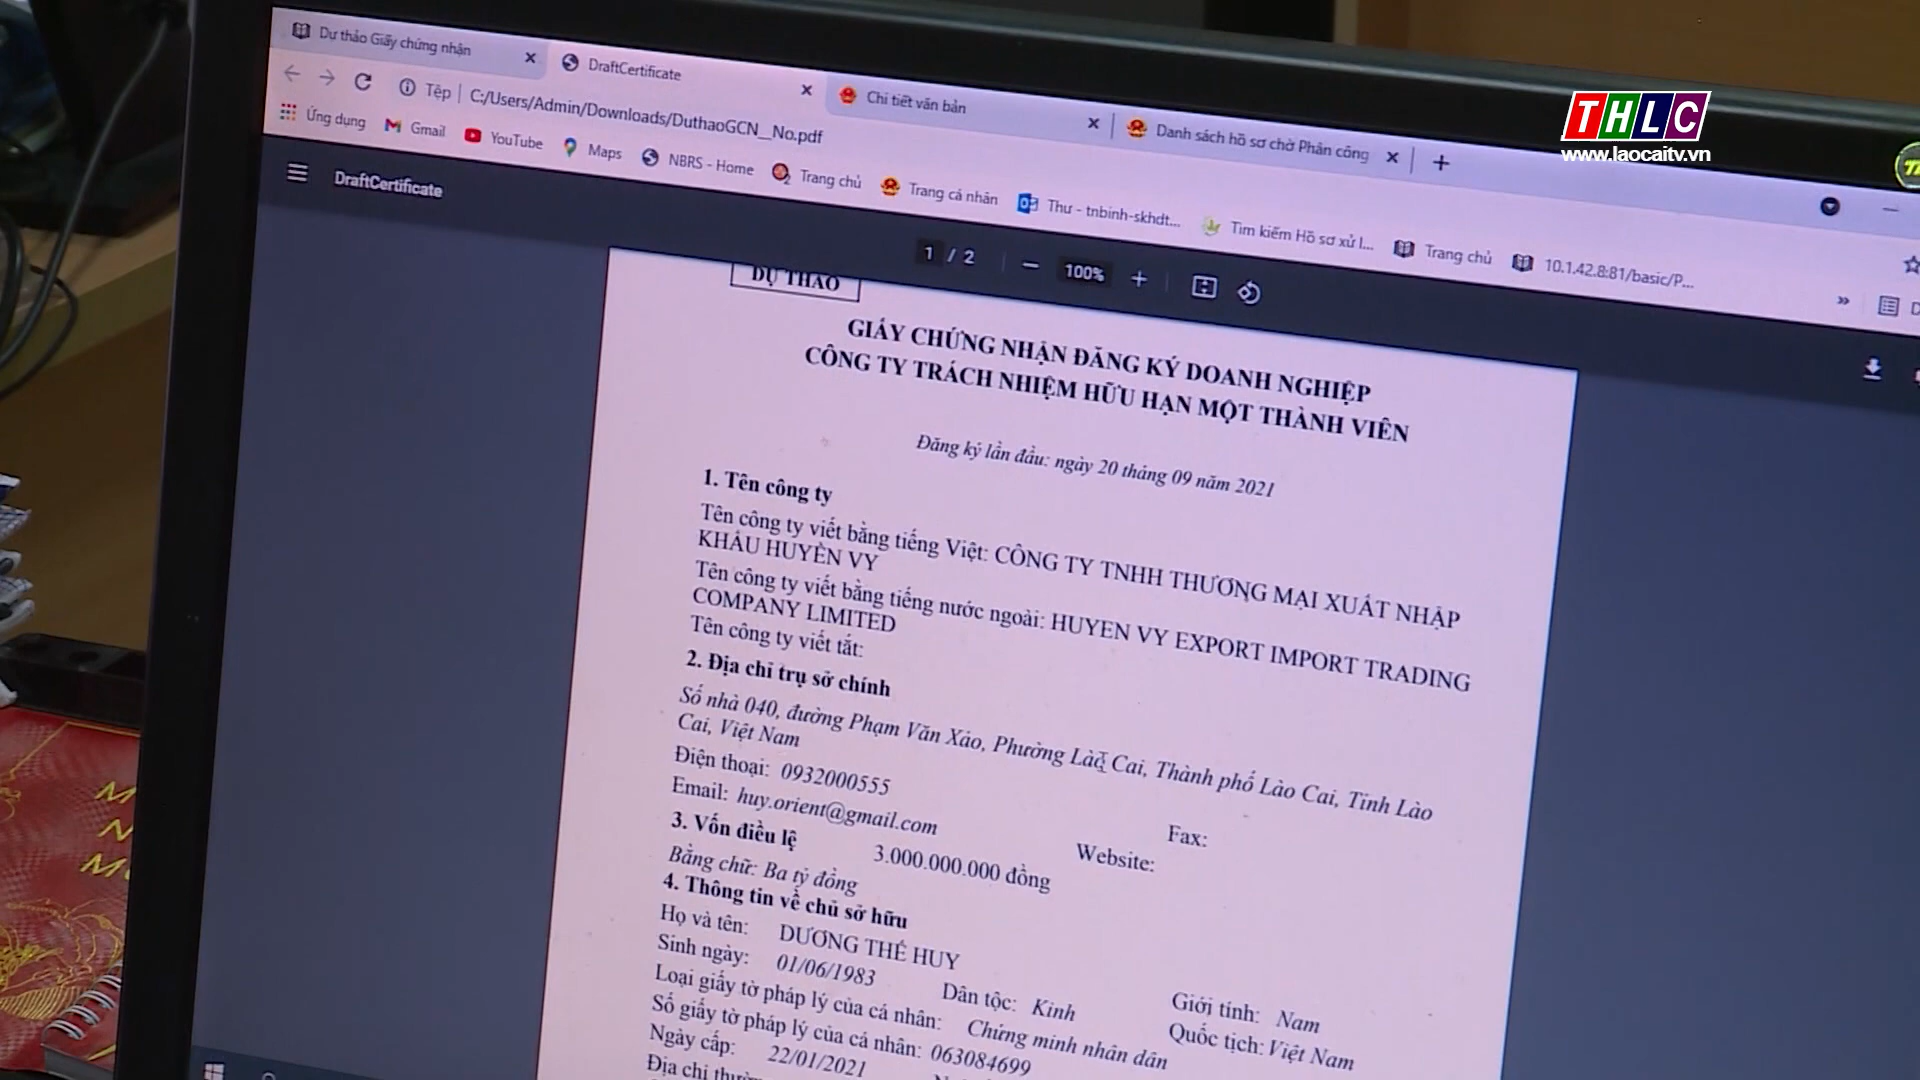 Dự thảo Giấy chứng nhận
DraftCertificate
Chi tiết văn bản
Danh sách hồ sơ chờ Phân công
Tệp
C:/Users/Admin/Downloads/DuthaoGCN_No.pdf
Ứng dụng
Gmail
YouTube
Maps
NBRS - Home
Trang chủ
Trang cá nhân
Thư - tnbinh-skhdt...
Tìm kiếm Hồ sơ xử l...
Trang chủ
10.1.42.8:81/basic/P...
»
THLC
www.laocaitv.vn
DraftCertificate
1 / 2
100%
DỰ THẢO
GIẤY CHỨNG NHẬN ĐĂNG KÝ DOANH NGHIỆP
CÔNG TY TRÁCH NHIỆM HỮU HẠN MỘT THÀNH VIÊN
Đăng ký lần đầu: ngày 20 tháng 09 năm 2021
1. Tên công ty
Tên công ty viết bằng tiếng Việt: CÔNG TY TNHH THƯƠNG MẠI XUẤT NHẬP
KHẨU HUYỀN VY
Tên công ty viết bằng tiếng nước ngoài: HUYEN VY EXPORT IMPORT TRADING
COMPANY LIMITED
Tên công ty viết tắt:
2. Địa chỉ trụ sở chính
Số nhà 040, đường Phạm Văn Xảo, Phường Lào Cai, Thành phố Lào Cai, Tỉnh Lào
Cai, Việt Nam
Điện thoại: 0932000555 Fax:
Email: huy.orient@gmail.com Website:
3. Vốn điều lệ 3.000.000.000 đồng
Bằng chữ: Ba tỷ đồng
4. Thông tin về chủ sở hữu
Họ và tên: DƯƠNG THẾ HUY Giới tính: Nam
Sinh ngày: 01/06/1983 Dân tộc: Kinh Quốc tịch: Việt Nam
Loại giấy tờ pháp lý của cá nhân: Chứng minh nhân dân
Số giấy tờ pháp lý của cá nhân: 063084699
Ngày cấp: 22/01/2021
Địa chỉ